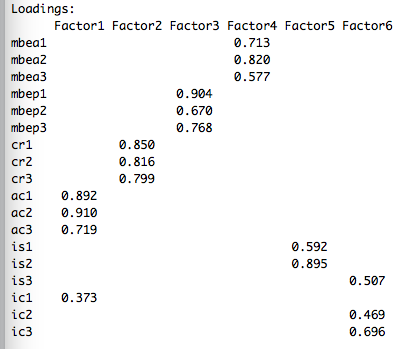 Loadings:
      Factor1 Factor2 Factor3 Factor4 Factor5 Factor6
mbea1                          0.713
mbea2                          0.820
mbea3                          0.577
mbep1                  0.904
mbep2                  0.670
mbep3                  0.768
cr1            0.850
cr2            0.816
cr3            0.799
ac1    0.892
ac2    0.910
ac3    0.719
is1                                    0.592
is2                                    0.895
is3                                            0.507
ic1    0.373
ic2                                            0.469
ic3                                            0.696